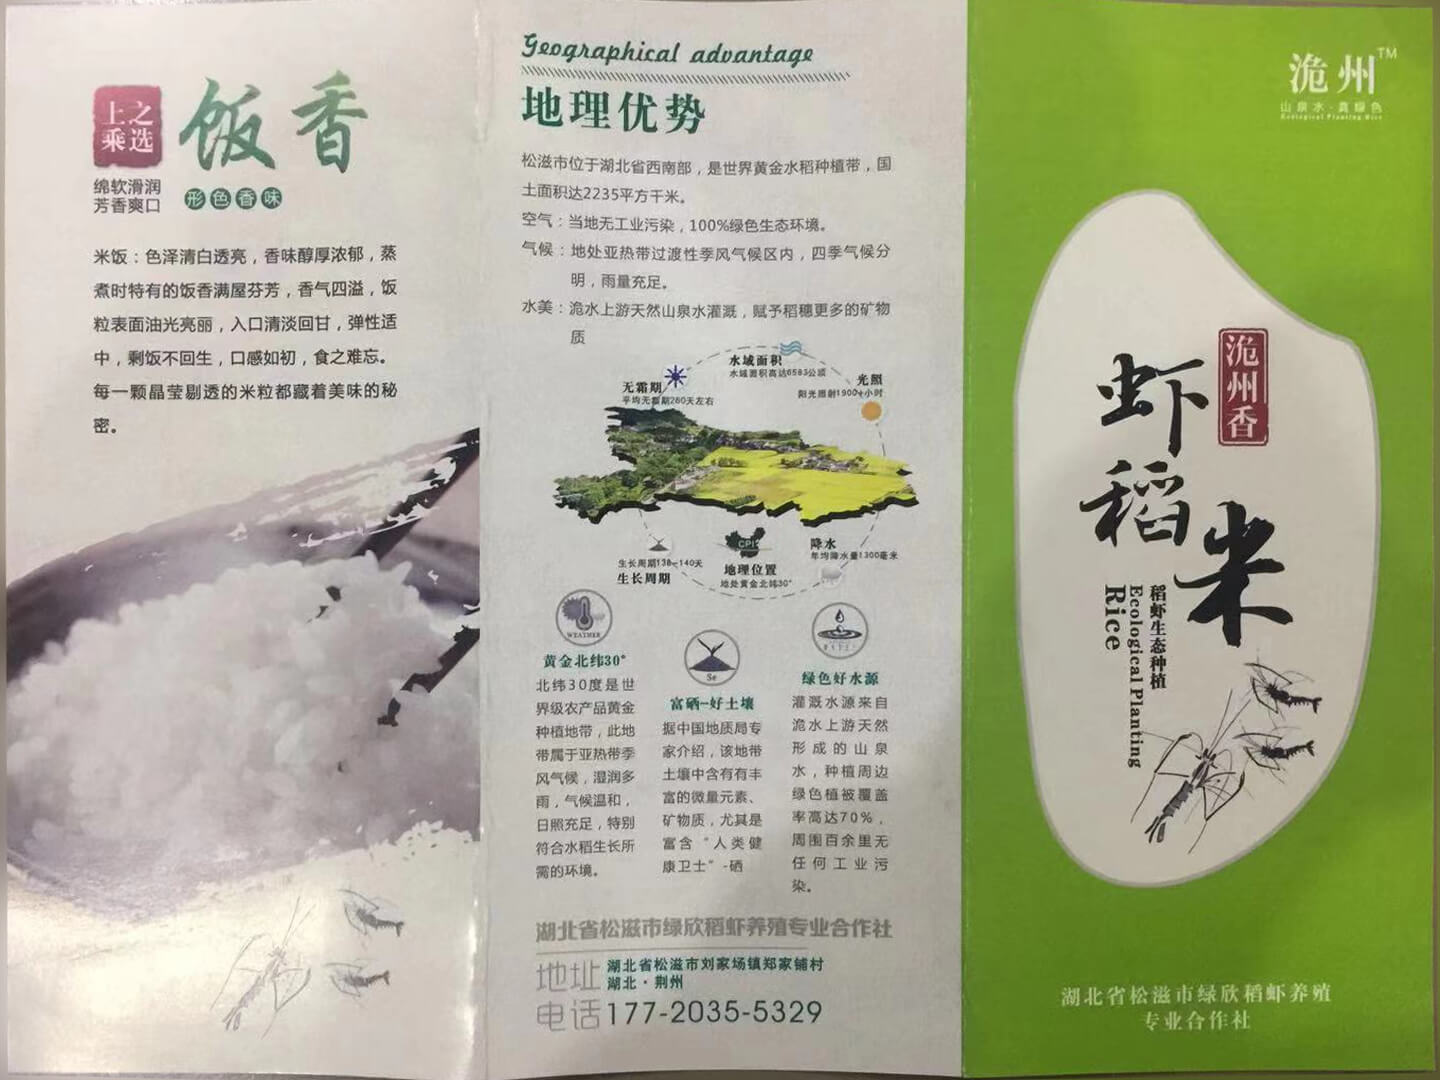 上之
乘选
饭香
绵软滑润
芳香爽口
形色香味
米饭：色泽清白透亮，香味醇厚浓郁，蒸
煮时特有的饭香满屋芬芳，香气四溢，饭
粒表面油光亮丽，入口清淡回甘，弹性适
中，剩饭不回生，口感如初，食之难忘。
每一颗晶莹剔透的米粒都藏着美味的秘
密。
Geographical advantage
地理优势
松滋市位于湖北省西南部，是世界黄金水稻种植带，国
土面积达2235平方千米。
空气：当地无工业污染，100%绿色生态环境。
气候：地处亚热带过渡性季风气候区内，四季气候分
明，雨量充足。
水美：洈水上游天然山泉水灌溉，赋予稻穗更多的矿物
质
水域面积
水域面积高达6583公顷
无霜期
平均无霜期260天左右
光照
阳光照射1900+小时
生长周期138-140天
生长周期
CPI
地理位置
地处黄金北纬30°
降水
年均降水量1300毫米
WEATHER
黄金北纬30°
北纬30度是世
界级农产品黄金
种植地带，此地
带属于亚热带季
风气候，湿润多
雨，气候温和，
日照充足，特别
符合水稻生长所
需的环境。
Se
富硒-好土壤
据中国地质局专
家介绍，该地带
土壤中含有有丰
富的微量元素、
矿物质，尤其是
富含“人类健
康卫士”-硒
绿色好水源
灌溉水源来自
洈水上游天然
形成的山泉
水，种植周边
绿色植被覆盖
率高达70%，
周围百余里无
任何工业污
染。
湖北省松滋市绿欣稻虾养殖专业合作社
地址 湖北省松滋市刘家场镇郑家铺村
湖北·荆州
电话 177-2035-5329
洈州TM
山泉水·真绿色
Ecological Planting Rice
洈州香
虾稻米
稻虾生态种植
Ecological Planting
Rice
湖北省松滋市绿欣稻虾养殖
专业合作社